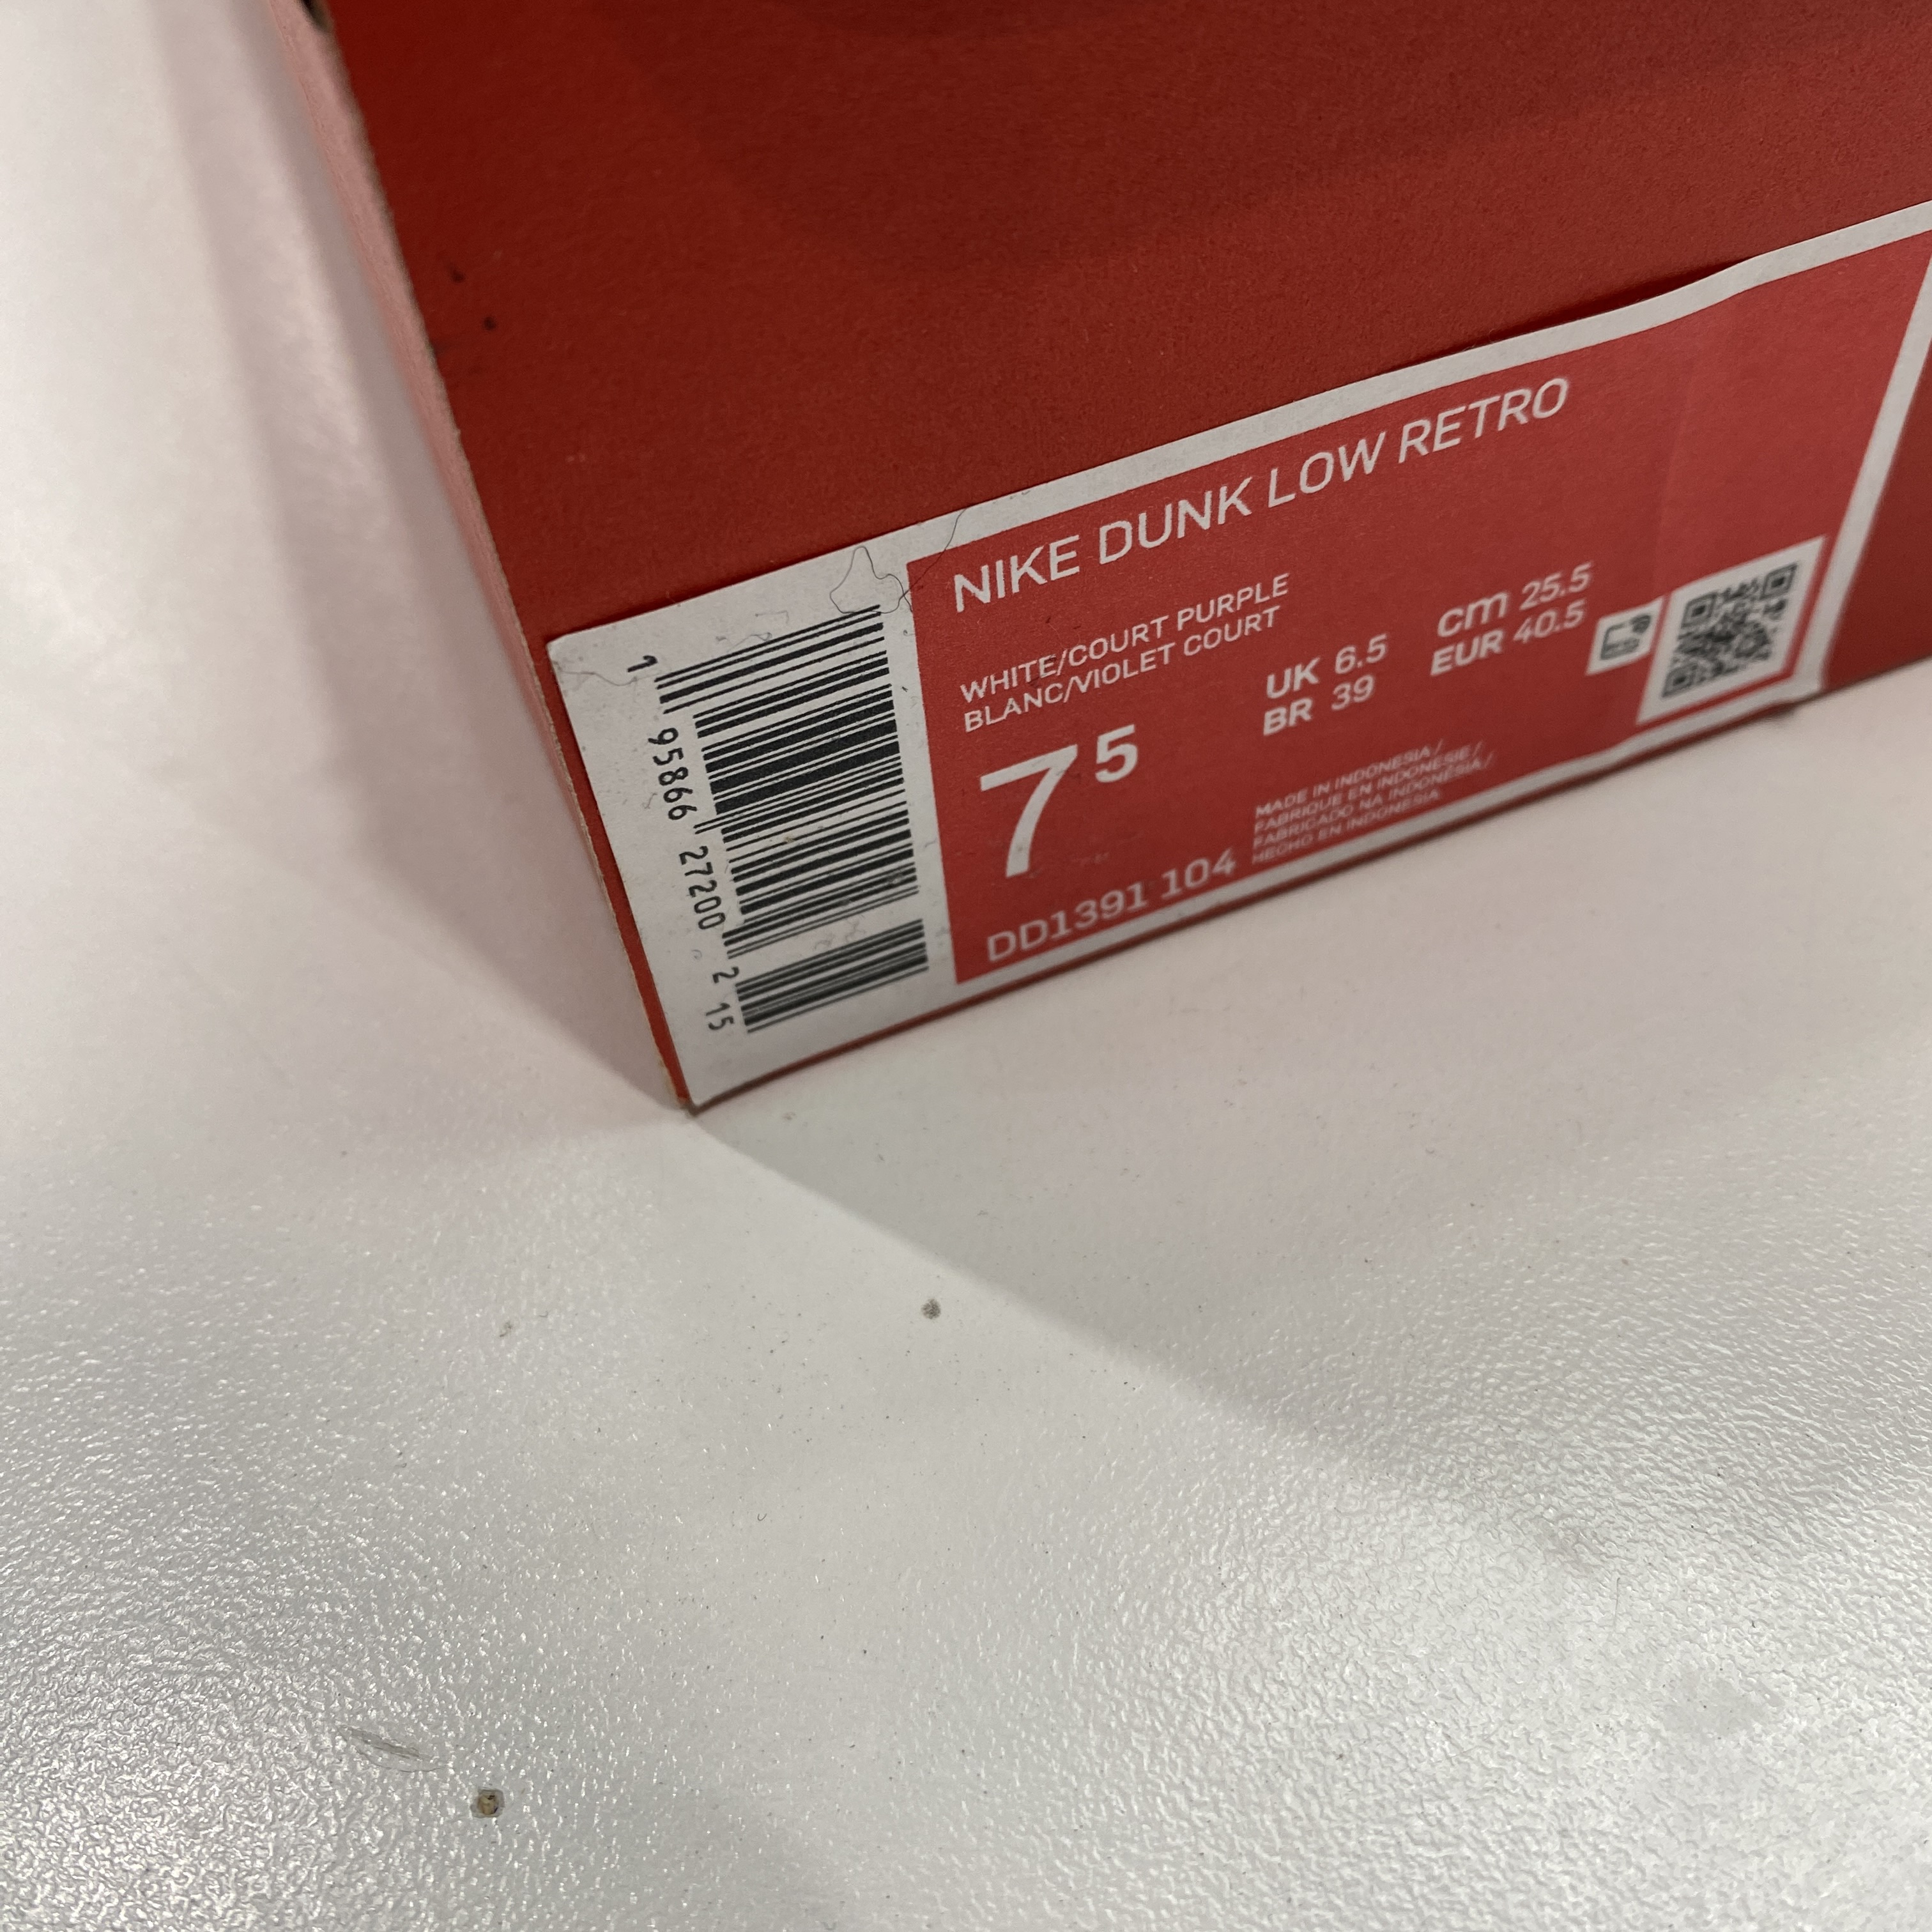 NIKE DUNK LOW RETRO
WHITE/COURT PURPLE
BLANC/VIOLET COURT
7⁵
UK 6.5
BR 39
cm 25.5
EUR 40.5
MADE IN INDONESIA /
FABRIQUE EN INDONESIE /
FABRICADO NA INDONÉSIA /
HECHO EN INDONESIA
DD1391 104
1 95866 27200 2 15